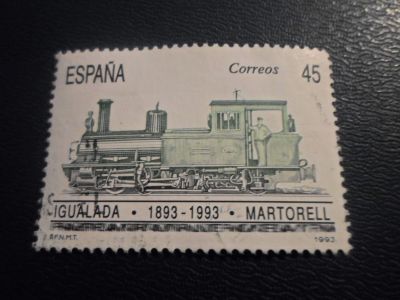 ESPAÑA Correos 45
IGUALADA · 1893-1993 · MARTORELL
R.F.N.M.T. 1993